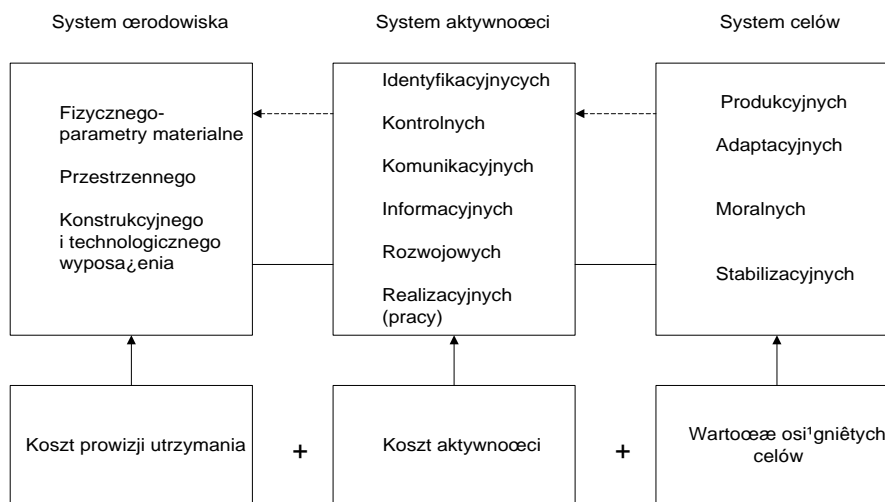 System œrodowiska
System aktywnoœci
System celów
Fizycznego-
parametry materialne
Przestrzennego
Konstrukcyjnego
i technologicznego
wyposa¿enia
Identyfikacyjnycych
Kontrolnych
Komunikacyjnych
Informacyjnych
Rozwojowych
Realizacyjnych
(pracy)
Produkcyjnych
Adaptacyjnych
Moralnych
Stabilizacyjnych
Koszt prowizji utrzymania
+
Koszt aktywnoœci
+
Wartoœæ osi¹gniêtych
celów